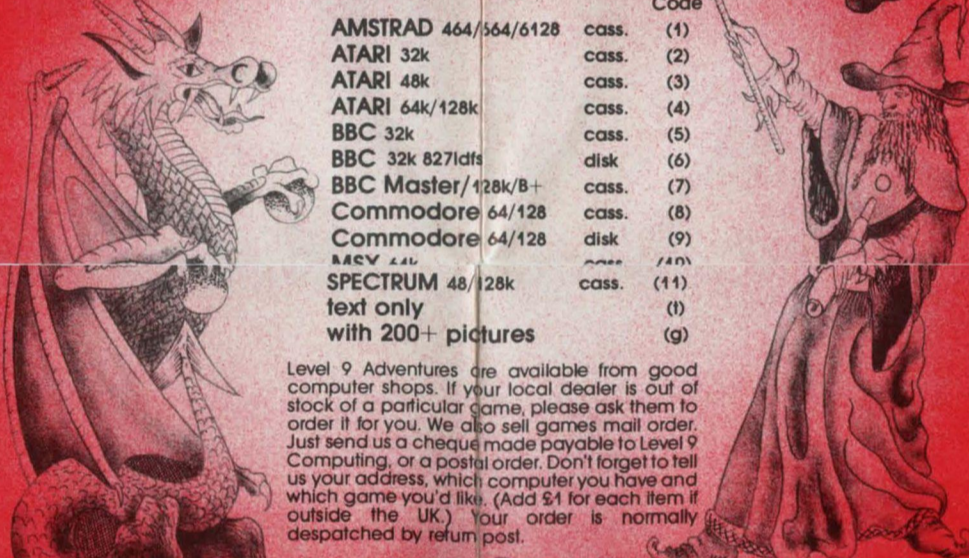 Code
AMSTRAD 464/664/6128 cass. (1)
ATARI 32k cass. (2)
ATARI 48k cass. (3)
ATARI 64k/128k cass. (4)
BBC 32k cass. (5)
BBC 32k 8271dfs disk (6)
BBC Master/128k/B+ cass. (7)
Commodore 64/128 cass. (8)
Commodore 64/128 disk (9)
MSX 64k cass. (10)
SPECTRUM 48/128k cass. (11)
text only (t)
with 200+ pictures (g)
Level 9 Adventures are available from good
computer shops. If your local dealer is out of
stock of a particular game, please ask them to
order it for you. We also sell games mail order.
Just send us a cheque made payable to Level 9
Computing, or a postal order. Don't forget to tell
us your address, which computer you have and
which game you'd like. (Add £1 for each item if
outside the UK.) Your order is normally
despatched by return post.